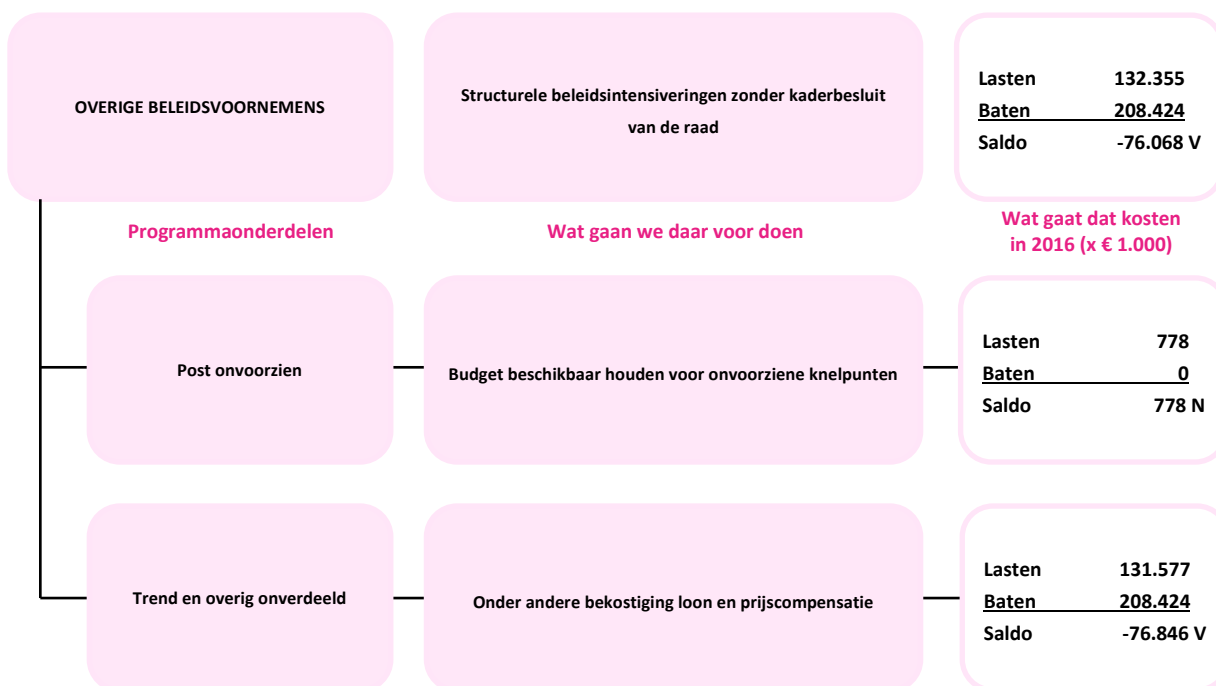 OVERIGE BELEIDSVOORNEMENS
Structurele beleidsintensiveringen zonder kaderbesluit
van de raad
Lasten 132.355
Baten 208.424
Saldo -76.068 V
Programmaonderdelen
Wat gaan we daar voor doen
Wat gaat dat kosten
in 2016 (x € 1.000)
Post onvoorzien
Budget beschikbaar houden voor onvoorziene knelpunten
Lasten 778
Baten 0
Saldo 778 N
Trend en overig onverdeeld
Onder andere bekostiging loon en prijscompensatie
Lasten 131.577
Baten 208.424
Saldo -76.846 V